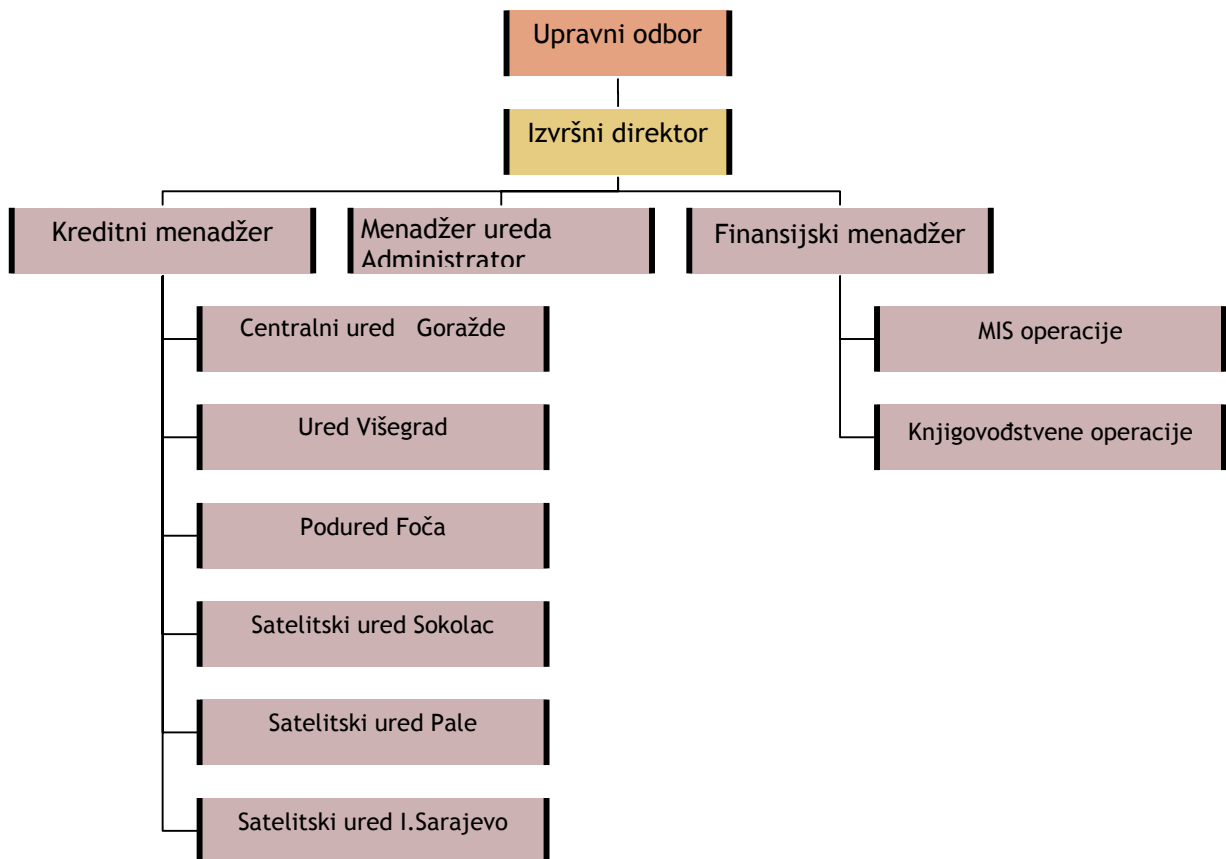 Upravni odbor
Izvršni direktor
Kreditni menadžer
Menadžer ureda
Administrator
Finansijski menadžer
Centralni ured Goražde
Ured Višegrad
Podured Foča
Satelitski ured Sokolac
Satelitski ured Pale
Satelitski ured I.Sarajevo
MIS operacije
Knjigovođstvene operacije